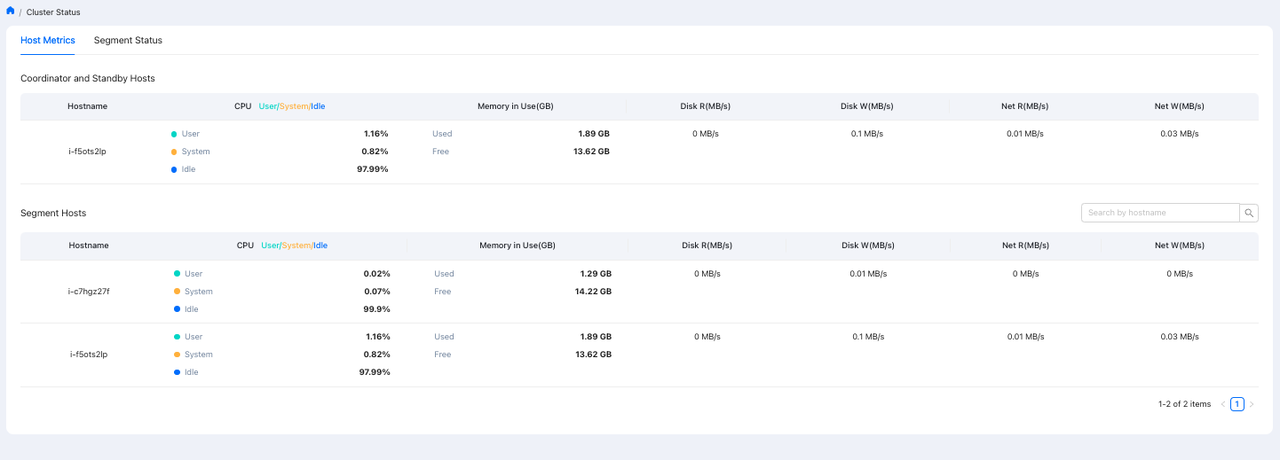 / Cluster Status
Host Metrics Segment Status
Coordinator and Standby Hosts
Hostname CPU User/System/Idle Memory in Use(GB) Disk R(MB/s) Disk W(MB/s) Net R(MB/s) Net W(MB/s)
User 1.16% Used 1.89 GB 0 MB/s 0.1 MB/s 0.01 MB/s 0.03 MB/s
i-f5ots2lp System 0.82% Free 13.62 GB
Idle 97.99%
Segment Hosts Search by hostname
Hostname CPU User/System/Idle Memory in Use(GB) Disk R(MB/s) Disk W(MB/s) Net R(MB/s) Net W(MB/s)
User 0.02% Used 1.29 GB 0 MB/s 0.01 MB/s 0 MB/s 0 MB/s
i-c7hgz27f System 0.07% Free 14.22 GB
Idle 99.9%
User 1.16% Used 1.89 GB 0 MB/s 0.1 MB/s 0.01 MB/s 0.03 MB/s
i-f5ots2lp System 0.82% Free 13.62 GB
Idle 97.99%
1-2 of 2 items < 1 >